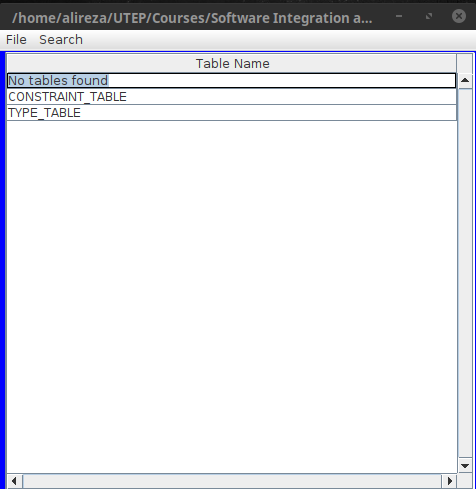 /home/alireza/UTEP/Courses/Software Integration a...
File Search
Table Name
No tables found
CONSTRAINT_TABLE
TYPE_TABLE